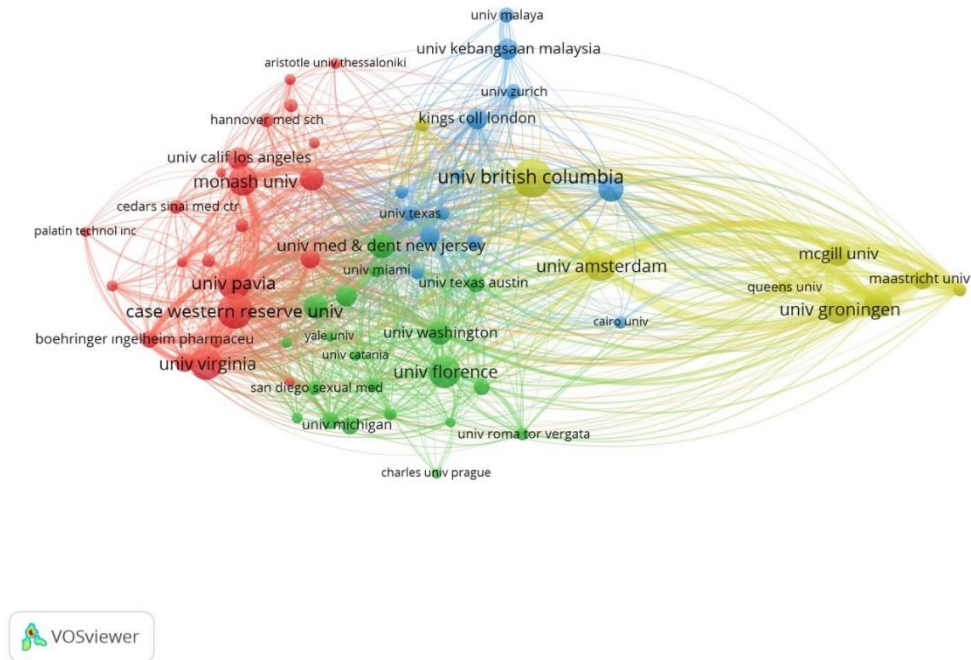 univ malaya
univ kebangsaan malaysia
aristotle univ thessaloniki
univ zurich
hannover med sch
kings coll london
univ calif los angeles
monash univ
univ british columbia
cedars sinai med ctr
univ texas
palatin technol inc
univ med & dent new jersey
mcgill univ
univ miami
univ amsterdam
maastricht univ
univ pavia
univ texas austin
queens univ
case western reserve univ
univ groningen
cairo univ
boehringer ingelheim pharmaceu
yale univ
univ washington
univ catania
univ virginia
univ florence
san diego sexual med
univ michigan
univ roma tor vergata
charles univ prague
VOSviewer